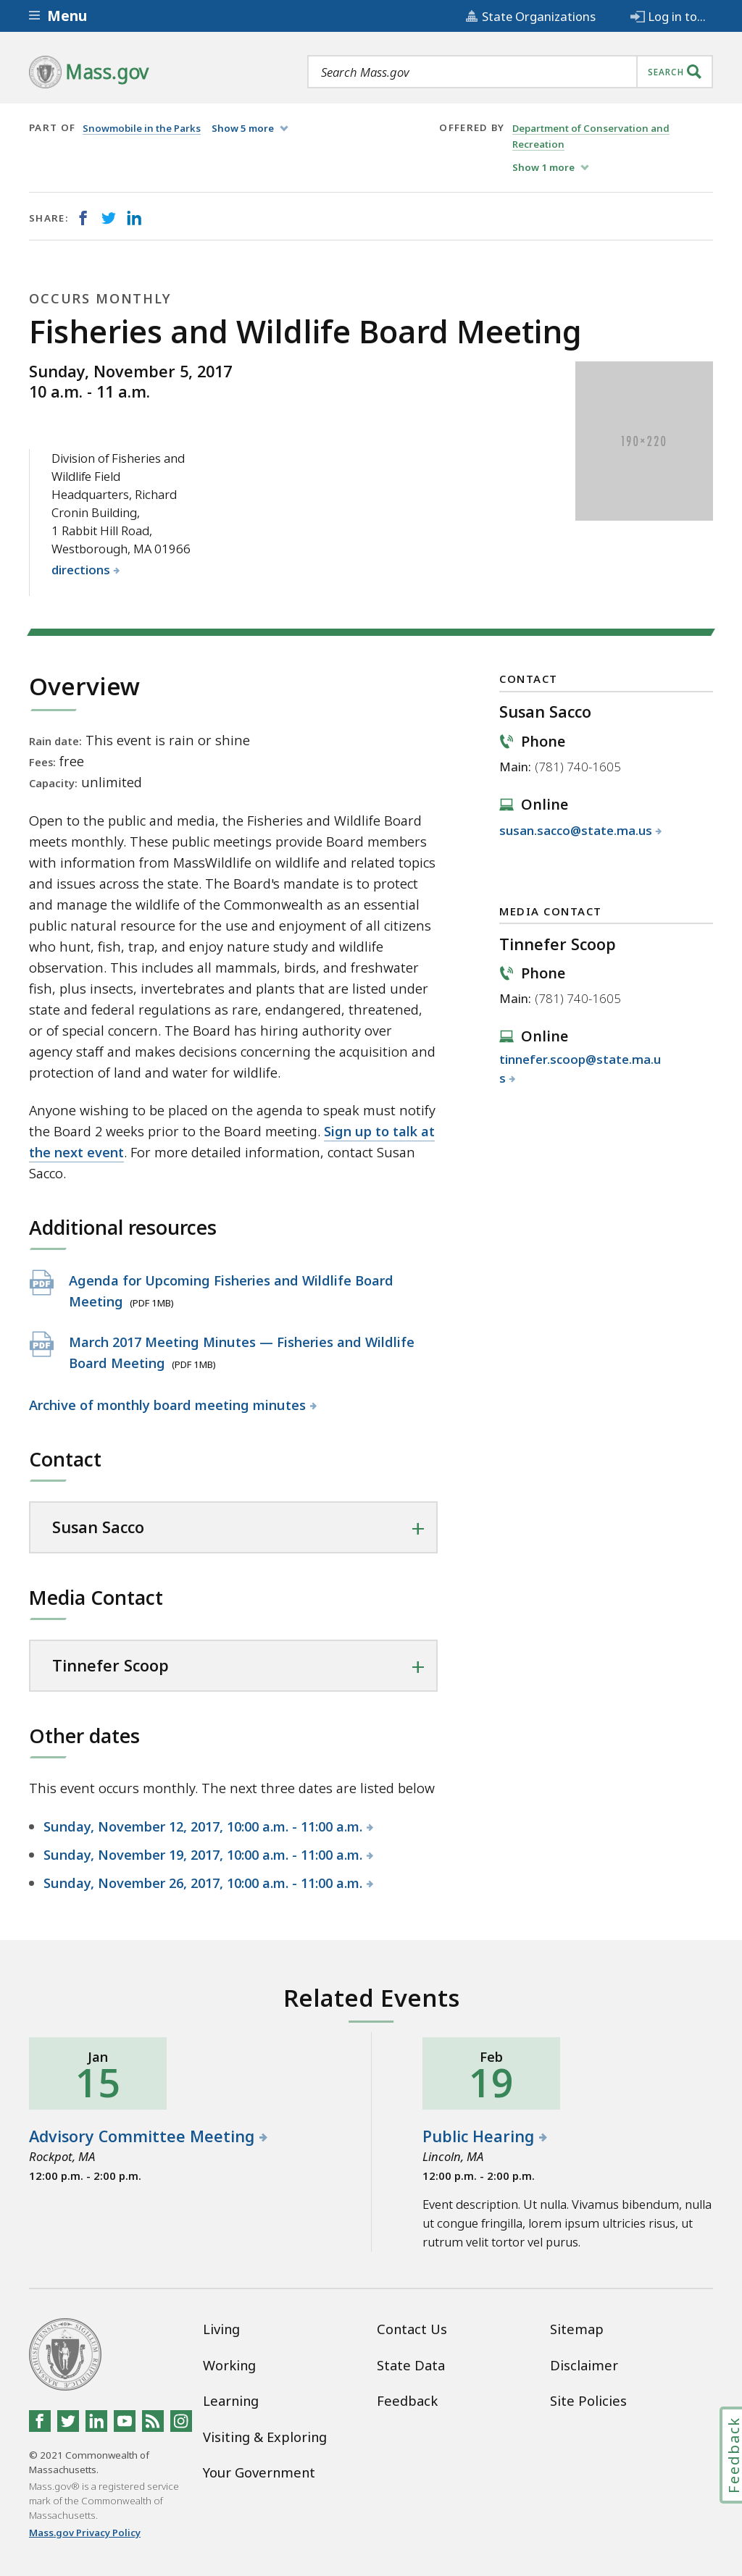 Menu
State Organizations
Log in to...
Mass.gov
Search Mass.gov
SEARCH
PART OF Snowmobile in the Parks Show 5 more
OFFERED BY Department of Conservation and
Recreation
Show 1 more
SHARE:
OCCURS MONTHLY
Fisheries and Wildlife Board Meeting
Sunday, November 5, 2017
10 a.m. - 11 a.m.
190×220
Division of Fisheries and
Wildlife Field
Headquarters, Richard
Cronin Building,
1 Rabbit Hill Road,
Westborough, MA 01966
directions
Overview
Rain date: This event is rain or shine
Fees: free
Capacity: unlimited
Open to the public and media, the Fisheries and Wildlife Board
meets monthly. These public meetings provide Board members
with information from MassWildlife on wildlife and related topics
and issues across the state. The Board's mandate is to protect
and manage the wildlife of the Commonwealth as an essential
public natural resource for the use and enjoyment of all citizens
who hunt, fish, trap, and enjoy nature study and wildlife
observation. This includes all mammals, birds, and freshwater
fish, plus insects, invertebrates and plants that are listed under
state and federal regulations as rare, endangered, threatened,
or of special concern. The Board has hiring authority over
agency staff and makes decisions concerning the acquisition and
protection of land and water for wildlife.
Anyone wishing to be placed on the agenda to speak must notify
the Board 2 weeks prior to the Board meeting. Sign up to talk at
the next event. For more detailed information, contact Susan
Sacco.
CONTACT
Susan Sacco
Phone
Main: (781) 740-1605
Online
susan.sacco@state.ma.us
MEDIA CONTACT
Tinnefer Scoop
Phone
Main: (781) 740-1605
Online
tinnefer.scoop@state.ma.u
s
Additional resources
PDF
Agenda for Upcoming Fisheries and Wildlife Board
Meeting (PDF 1MB)
PDF
March 2017 Meeting Minutes — Fisheries and Wildlife
Board Meeting (PDF 1MB)
Archive of monthly board meeting minutes
Contact
Susan Sacco
Media Contact
Tinnefer Scoop
Other dates
This event occurs monthly. The next three dates are listed below
Sunday, November 12, 2017, 10:00 a.m. - 11:00 a.m.
Sunday, November 19, 2017, 10:00 a.m. - 11:00 a.m.
Sunday, November 26, 2017, 10:00 a.m. - 11:00 a.m.
Related Events
Jan
15
Advisory Committee Meeting
Rockpot, MA
12:00 p.m. - 2:00 p.m.
Feb
19
Public Hearing
Lincoln, MA
12:00 p.m. - 2:00 p.m.
Event description. Ut nulla. Vivamus bibendum, nulla
ut congue fringilla, lorem ipsum ultricies risus, ut
rutrum velit tortor vel purus.
Living
Working
Learning
Visiting & Exploring
Your Government
Contact Us
State Data
Feedback
Sitemap
Disclaimer
Site Policies
© 2021 Commonwealth of
Massachusetts.
Mass.gov® is a registered service
mark of the Commonwealth of
Massachusetts.
Mass.gov Privacy Policy
Feedback